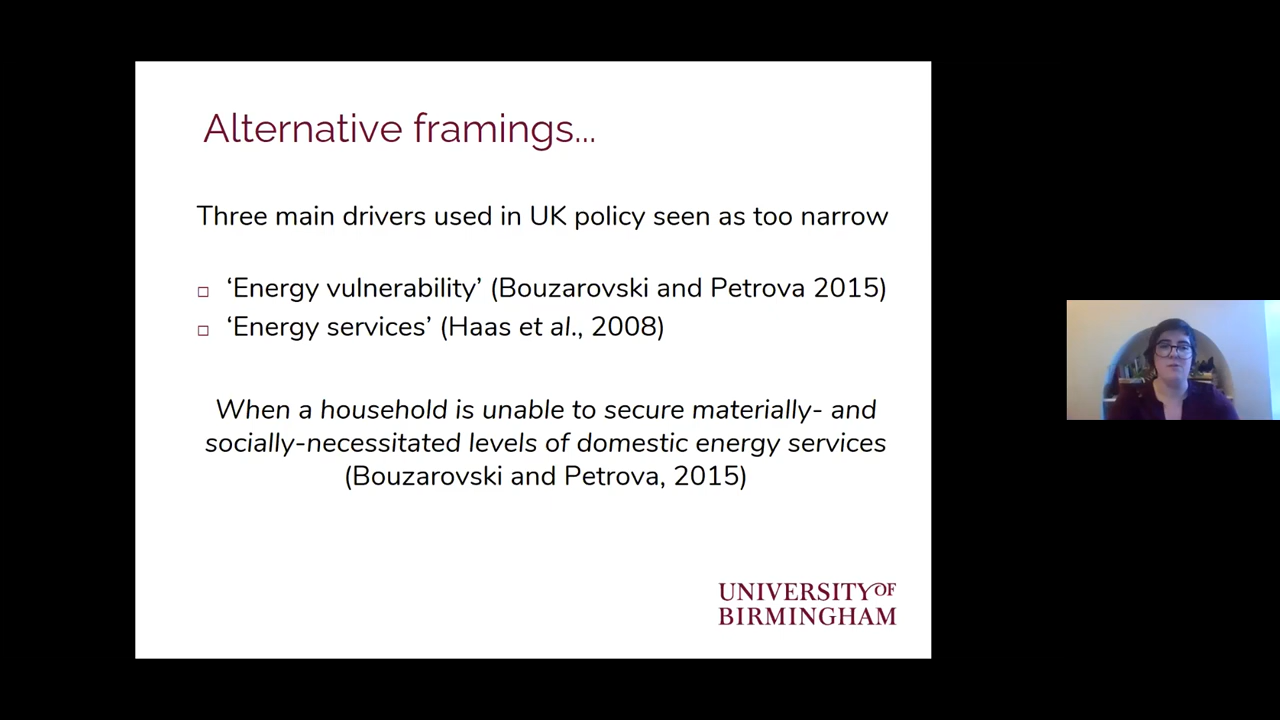 Alternative framings...
Three main drivers used in UK policy seen as too narrow
‘Energy vulnerability’ (Bouzarovski and Petrova 2015)
‘Energy services’ (Haas et al., 2008)
When a household is unable to secure materially- and
socially-necessitated levels of domestic energy services
(Bouzarovski and Petrova, 2015)
UNIVERSITY OF
BIRMINGHAM